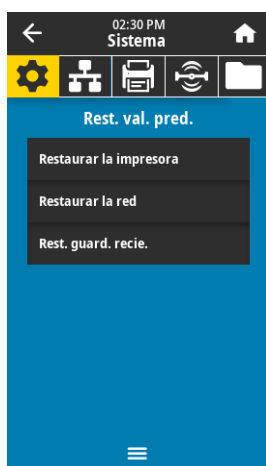 02:30 PM
Sistema
Rest. val. pred.
Restaurar la impresora
Restaurar la red
Rest. guard. recie.